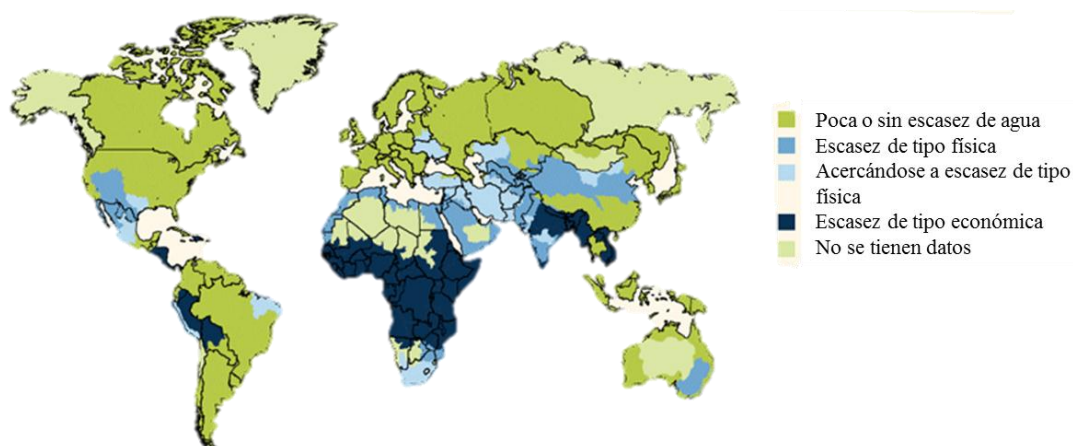 Poca o sin escasez de agua
Escasez de tipo física
Acercándose a escasez de tipo
física
Escasez de tipo económica
No se tienen datos